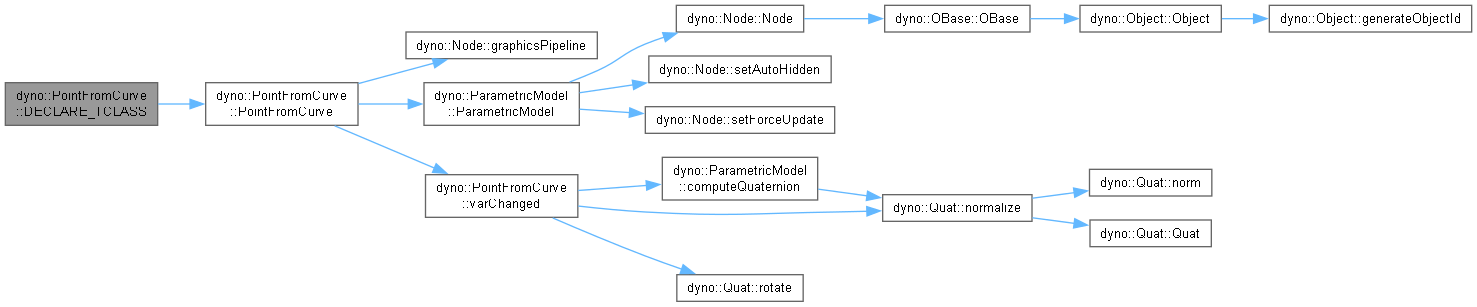 dyno::PointFromCurve
::DECLARE_TCLASS
dyno::PointFromCurve
::PointFromCurve
dyno::Node::graphicsPipeline
dyno::ParametricModel
::ParametricModel
dyno::Node::Node
dyno::OBase::OBase
dyno::Object::Object
dyno::Object::generateObjectId
dyno::Node::setAutoHidden
dyno::Node::setForceUpdate
dyno::PointFromCurve
::varChanged
dyno::ParametricModel
::computeQuaternion
dyno::Quat::normalize
dyno::Quat::norm
dyno::Quat::Quat
dyno::Quat::rotate